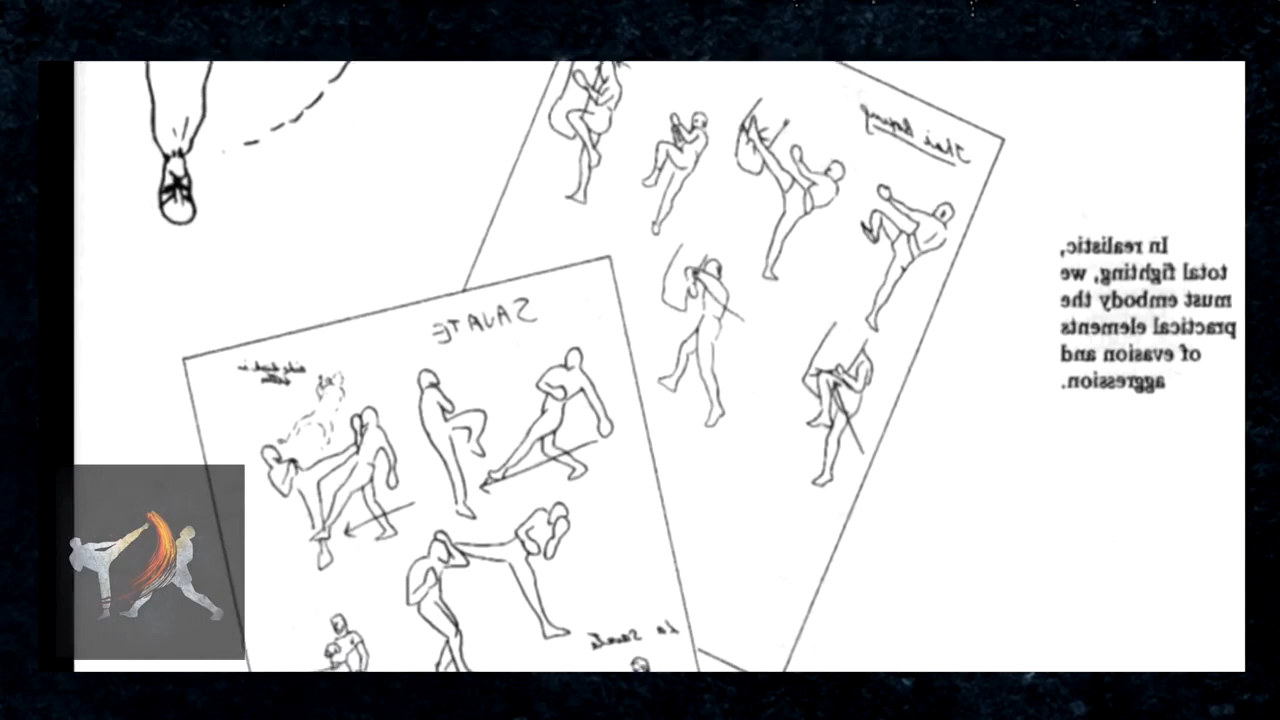 Thai Boxing
In realistic,
total fighting, we
must embody the
practical elements
of evasion and
aggression.
SAVATE
La Savate